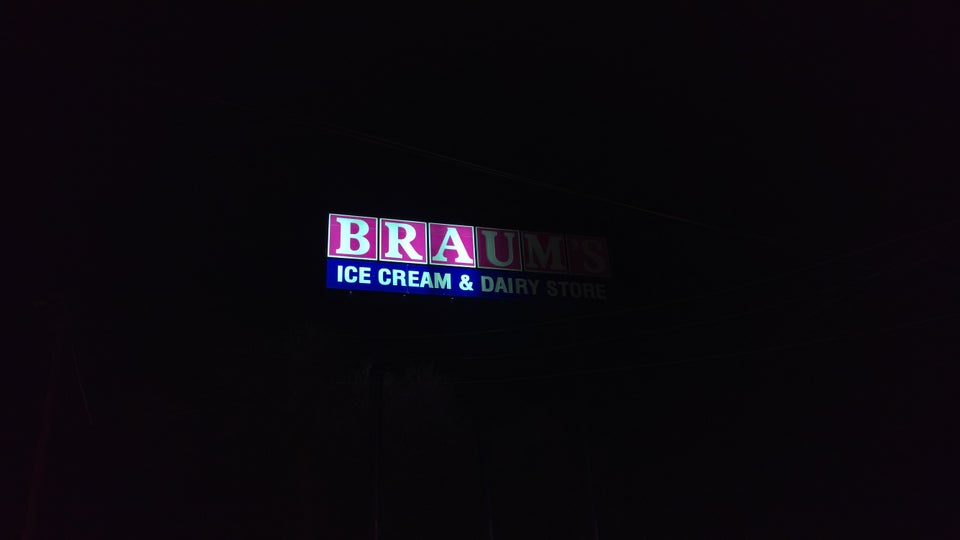 BRAUM'S
ICE CREAM & DAIRY STORE